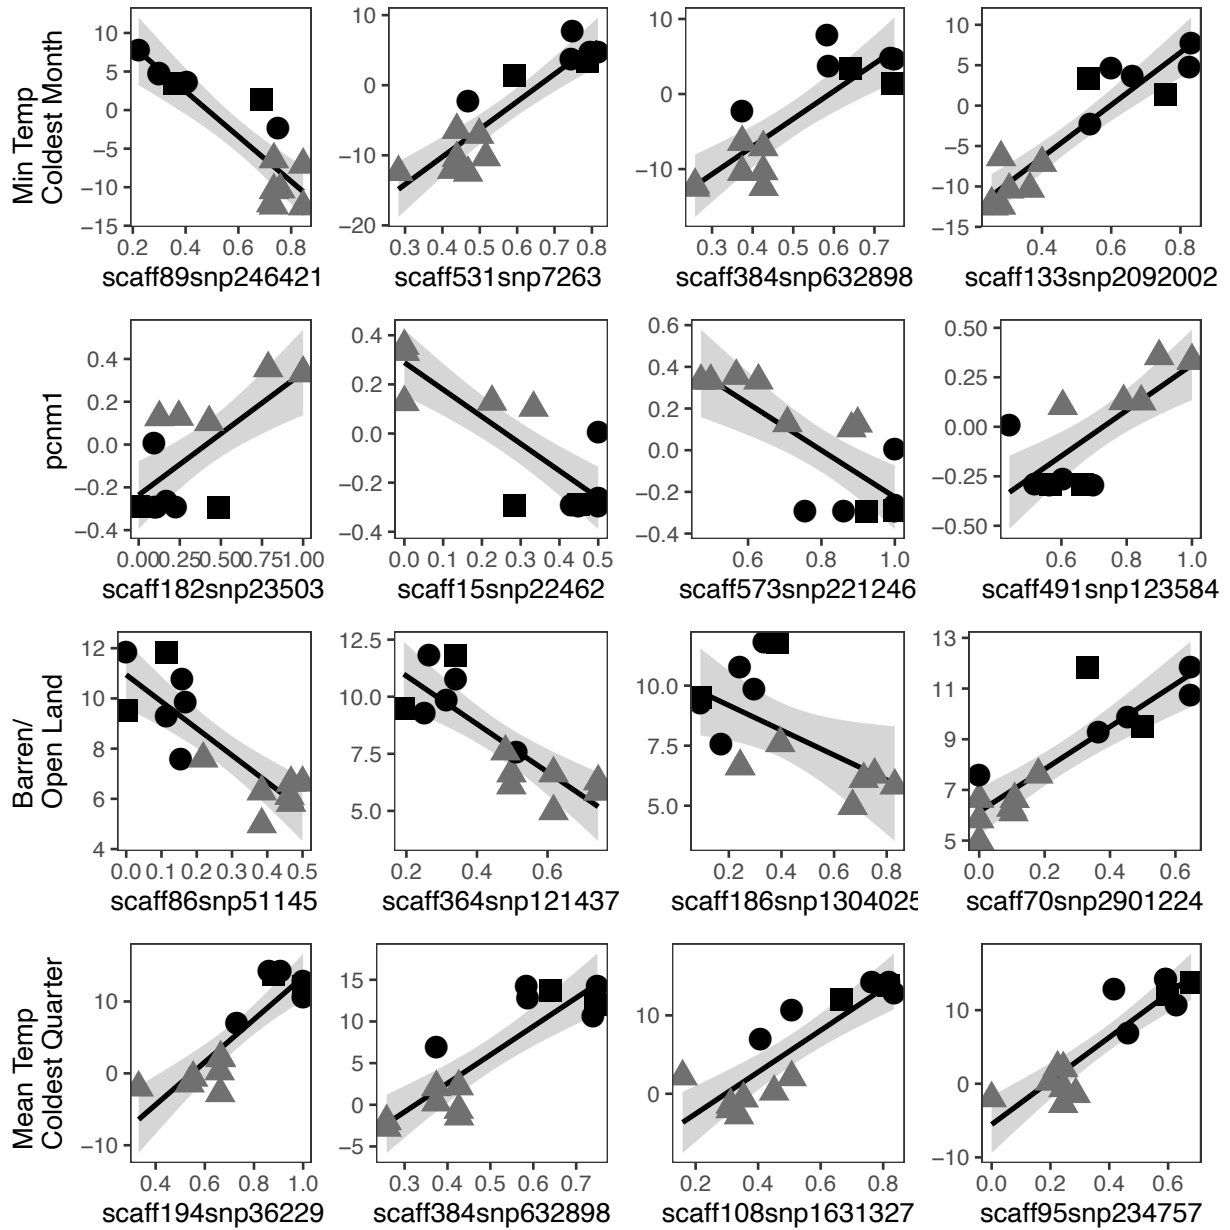 Min Temp
Coldest Month
10
5
0
−5
−10
−15
0.2 0.4 0.6 0.8
scaff89snp246421
10
0
−10
−20
0.3 0.4 0.5 0.6 0.7 0.8
scaff531snp7263
10
0
−10
0.3 0.4 0.5 0.6 0.7
scaff384snp632898
10
5
0
−5
−10
−15
0.4 0.6 0.8
scaff133snp2092002
pcnm1
0.4
0.2
0.0
−0.2
−0.4
0.00 0.25 0.50 0.75 1.00
scaff182snp23503
0.4
0.2
0.0
−0.2
−0.4
0.0 0.1 0.2 0.3 0.4 0.5
scaff15snp22462
0.6
0.4
0.2
0.0
−0.2
−0.4
0.6 0.8 1.0
scaff573snp221246
0.50
0.25
0.00
−0.25
−0.50
0.6 0.8 1.0
scaff491snp123584
Barren/
Open Land
12
10
8
6
4
0.0 0.1 0.2 0.3 0.4 0.5
scaff86snp51145
12.5
10.0
7.5
5.0
0.2 0.4 0.6
scaff364snp121437
10.0
7.5
5.0
0.2 0.4 0.6 0.8
scaff186snp1304025
13
11
9
7
5
0.0 0.2 0.4 0.6
scaff70snp2901224
Mean Temp
Coldest Quarter
10
0
−10
0.4 0.6 0.8 1.0
scaff194snp36229
15
10
5
0
−5
0.3 0.4 0.5 0.6 0.7
scaff384snp632898
10
0
0.2 0.4 0.6 0.8
scaff108snp1631327
10
0
−10
0.0 0.2 0.4 0.6
scaff95snp234757